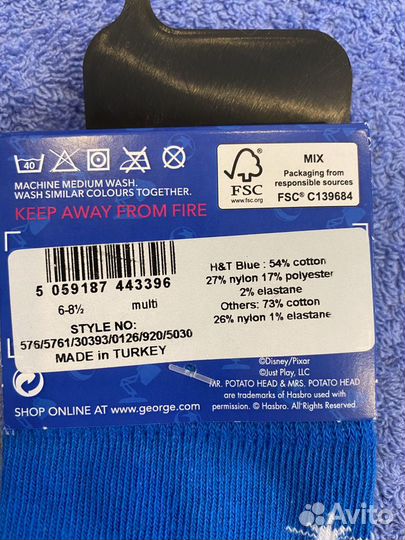 40
MACHINE MEDIUM WASH.
WASH SIMILAR COLOURS TOGETHER.
KEEP AWAY FROM FIRE
FSC
www.fsc.org
MIX
Packaging from
responsible sources
FSC® C139684
5 059187 443396
6-8½ multi
STYLE NO:
576/5761/30393/0126/920/5030
MADE in TURKEY
H&T Blue : 54% cotton
27% nylon 17% polyester
2% elastane
Others: 73% cotton
26% nylon 1% elastane
©Disney/Pixar
©Just Play, LLC
MR. POTATO HEAD & MRS. POTATO HEAD
are trademarks of Hasbro used with
permission. © Hasbro. All Rights Reserved.
SHOP ONLINE AT www.george.com
Avito